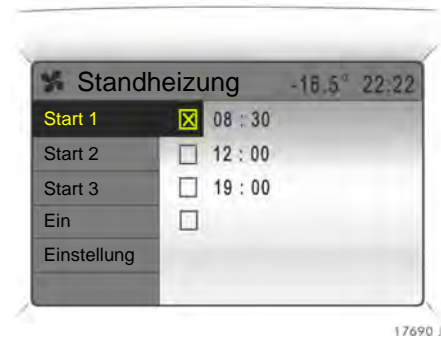 Standheizung -16.5° 22:22
Start 1 08 : 30
Start 2 12 : 00
Start 3 19 : 00
Ein
Einstellung
17690